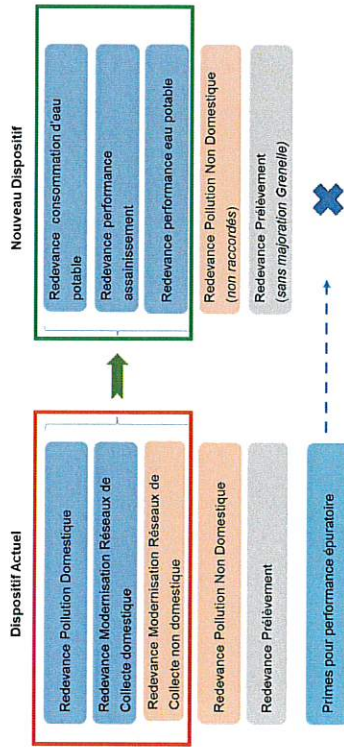 Dispositif Actuel
Redevance Pollution Domestique
Redevance Modernisation Réseaux de
Collecte domestique
Redevance Modernisation Réseaux de
Collecte non domestique
Redevance Pollution Non Domestique
Redevance Prélèvement
Primes pour performance épuratoire
Nouveau Dispositif
Redevance consommation d'eau
potable
Redevance performance
assainissement
Redevance performance eau potable
Redevance Pollution Non Domestique
(non raccordés)
Redevance Prélèvement
(sans majoration Grenelle)